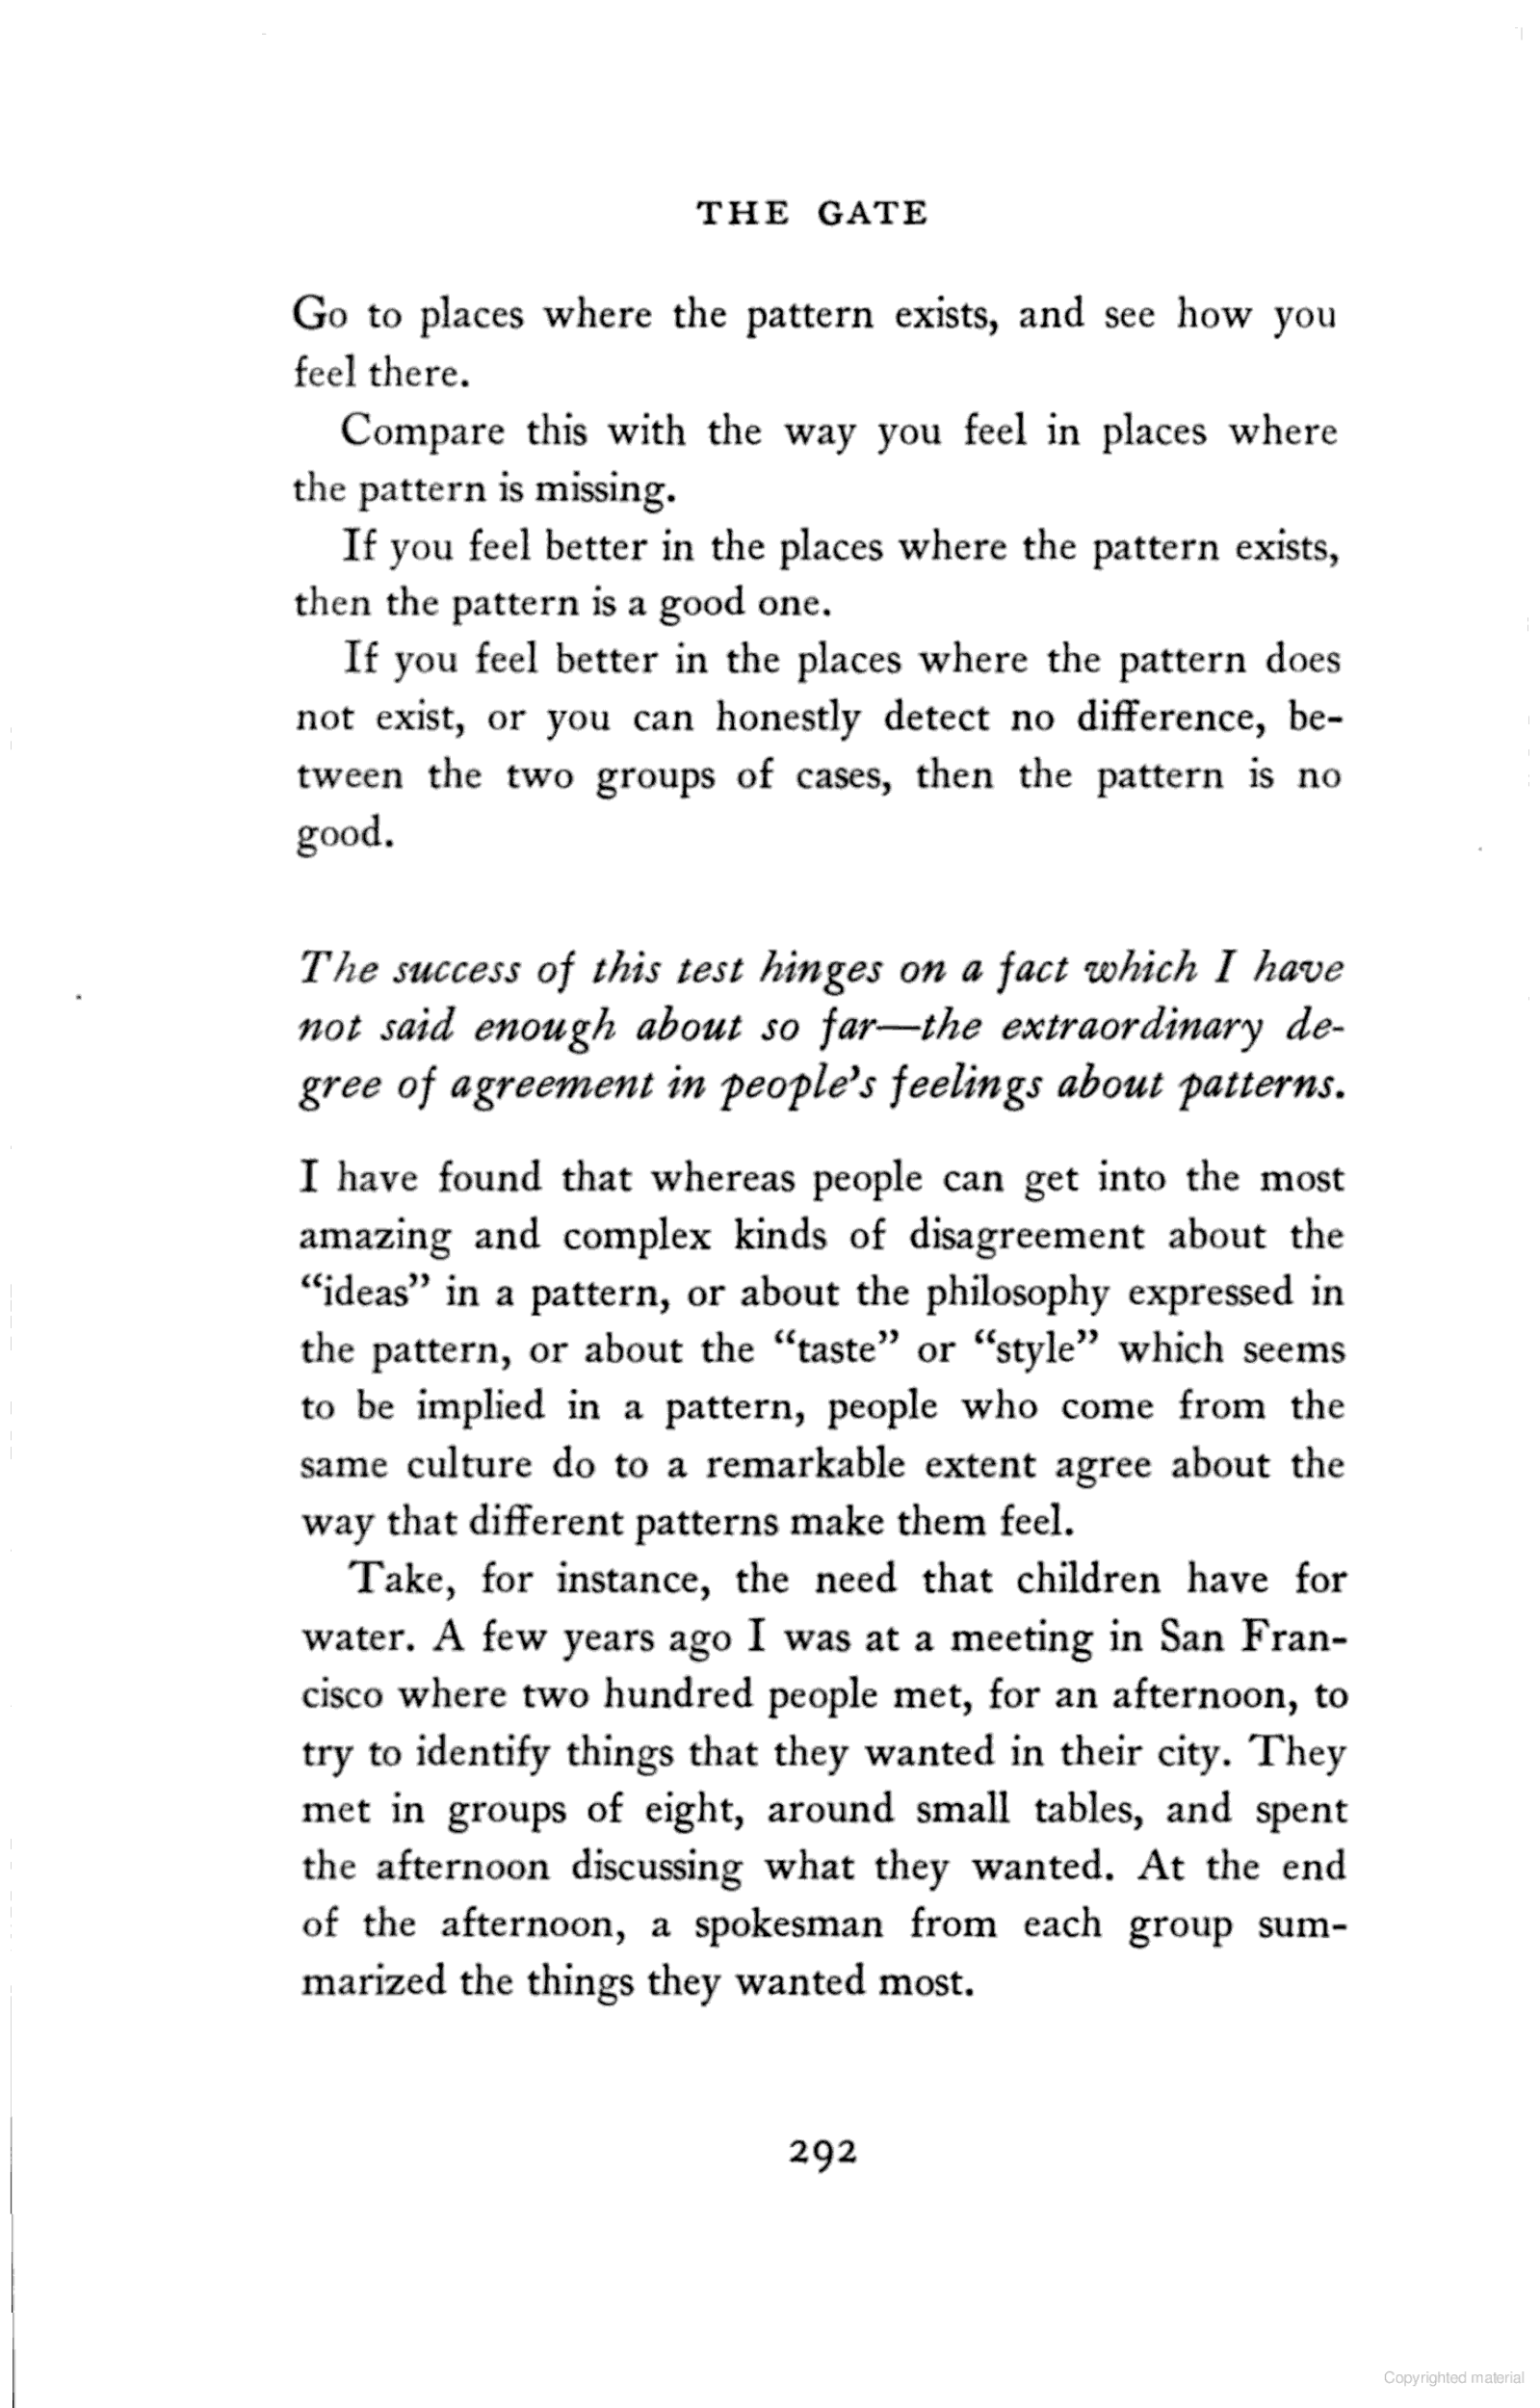 THE GATE
Go to places where the pattern exists, and see how you
feel there.
Compare this with the way you feel in places where
the pattern is missing.
If you feel better in the places where the pattern exists,
then the pattern is a good one.
If you feel better in the places where the pattern does
not exist, or you can honestly detect no difference, be-
tween the two groups of cases, then the pattern is no
good.
The success of this test hinges on a fact which I have
not said enough about so far—the extraordinary de-
gree of agreement in people's feelings about patterns.
I have found that whereas people can get into the most
amazing and complex kinds of disagreement about the
“ideas” in a pattern, or about the philosophy expressed in
the pattern, or about the “taste” or “style” which seems
to be implied in a pattern, people who come from the
same culture do to a remarkable extent agree about the
way that different patterns make them feel.
Take, for instance, the need that children have for
water. A few years ago I was at a meeting in San Fran-
cisco where two hundred people met, for an afternoon, to
try to identify things that they wanted in their city. They
met in groups of eight, around small tables, and spent
the afternoon discussing what they wanted. At the end
of the afternoon, a spokesman from each group sum-
marized the things they wanted most.
292
Copyrighted material